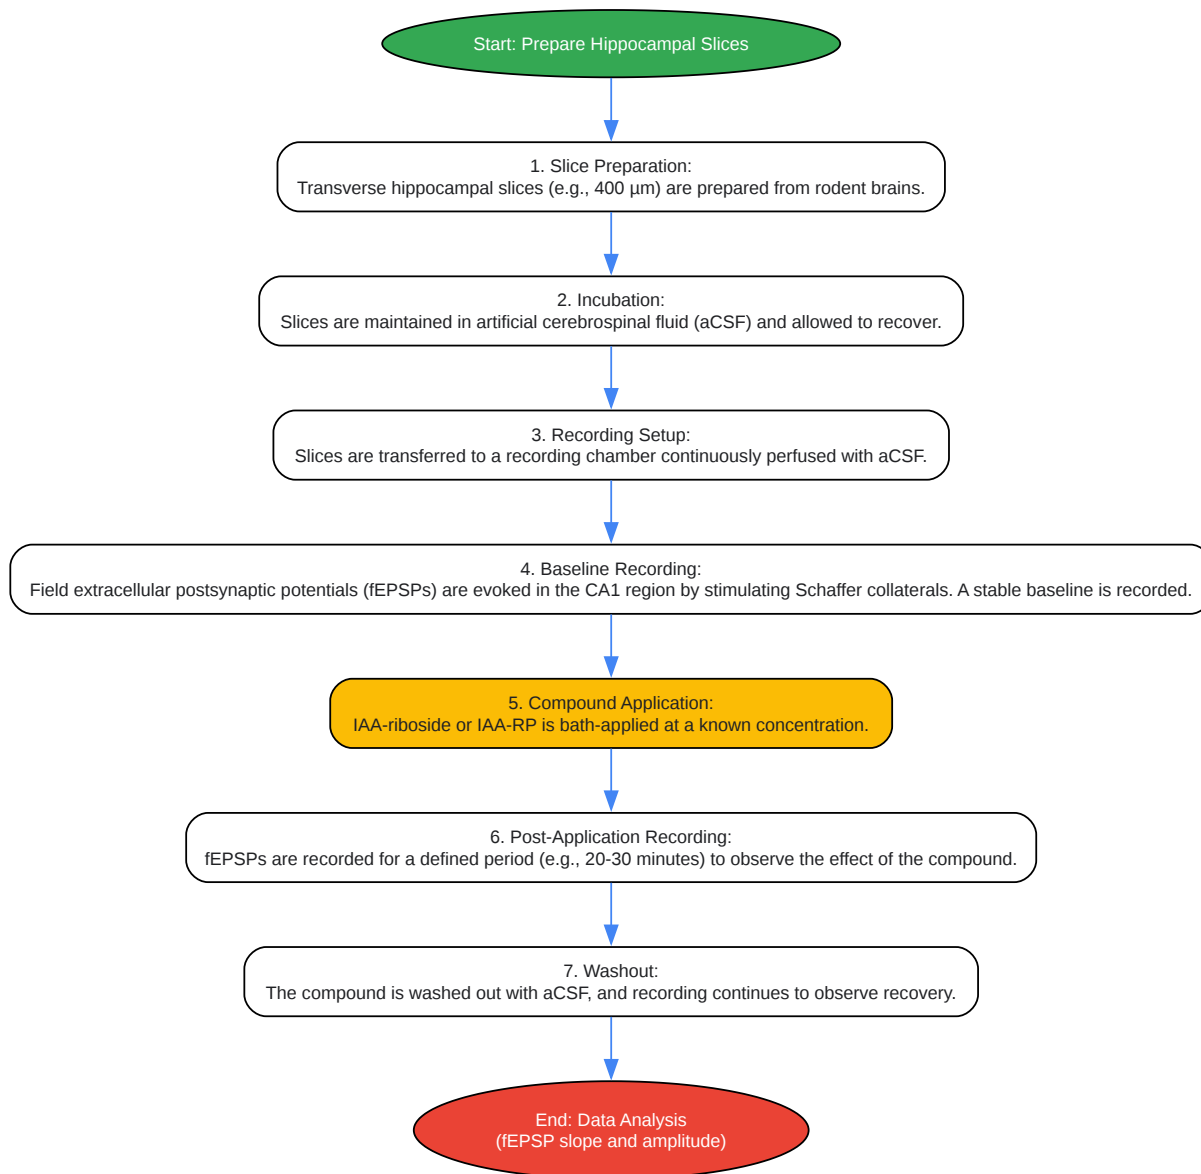 Start: Prepare Hippocampal Slices
1. Slice Preparation:
Transverse hippocampal slices (e.g., 400 µm) are prepared from rodent brains.
2. Incubation:
Slices are maintained in artificial cerebrospinal fluid (aCSF) and allowed to recover.
3. Recording Setup:
Slices are transferred to a recording chamber continuously perfused with aCSF.
4. Baseline Recording:
Field extracellular postsynaptic potentials (fEPSPs) are evoked in the CA1 region by stimulating Schaffer collaterals. A stable baseline is recorded.
5. Compound Application:
IAA-riboside or IAA-RP is bath-applied at a known concentration.
6. Post-Application Recording:
fEPSPs are recorded for a defined period (e.g., 20-30 minutes) to observe the effect of the compound.
7. Washout:
The compound is washed out with aCSF, and recording continues to observe recovery.
End: Data Analysis
(fEPSP slope and amplitude)